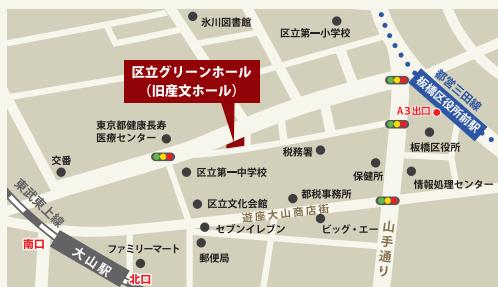 氷川図書館
区立第一小学校
区立グリーンホール
（旧産文ホール）
都営三田線
板橋区役所前駅
A3出口
板橋区役所
東京都健康長寿
医療センター
税務署
交番
区立第一中学校
保健所
情報処理センター
東武東上線
区立文化会館
都税事務所
遊座大山商店街
セブンイレブン
ビッグ・エー
山手通り
南口
大山駅
ファミリーマート
郵便局
北口